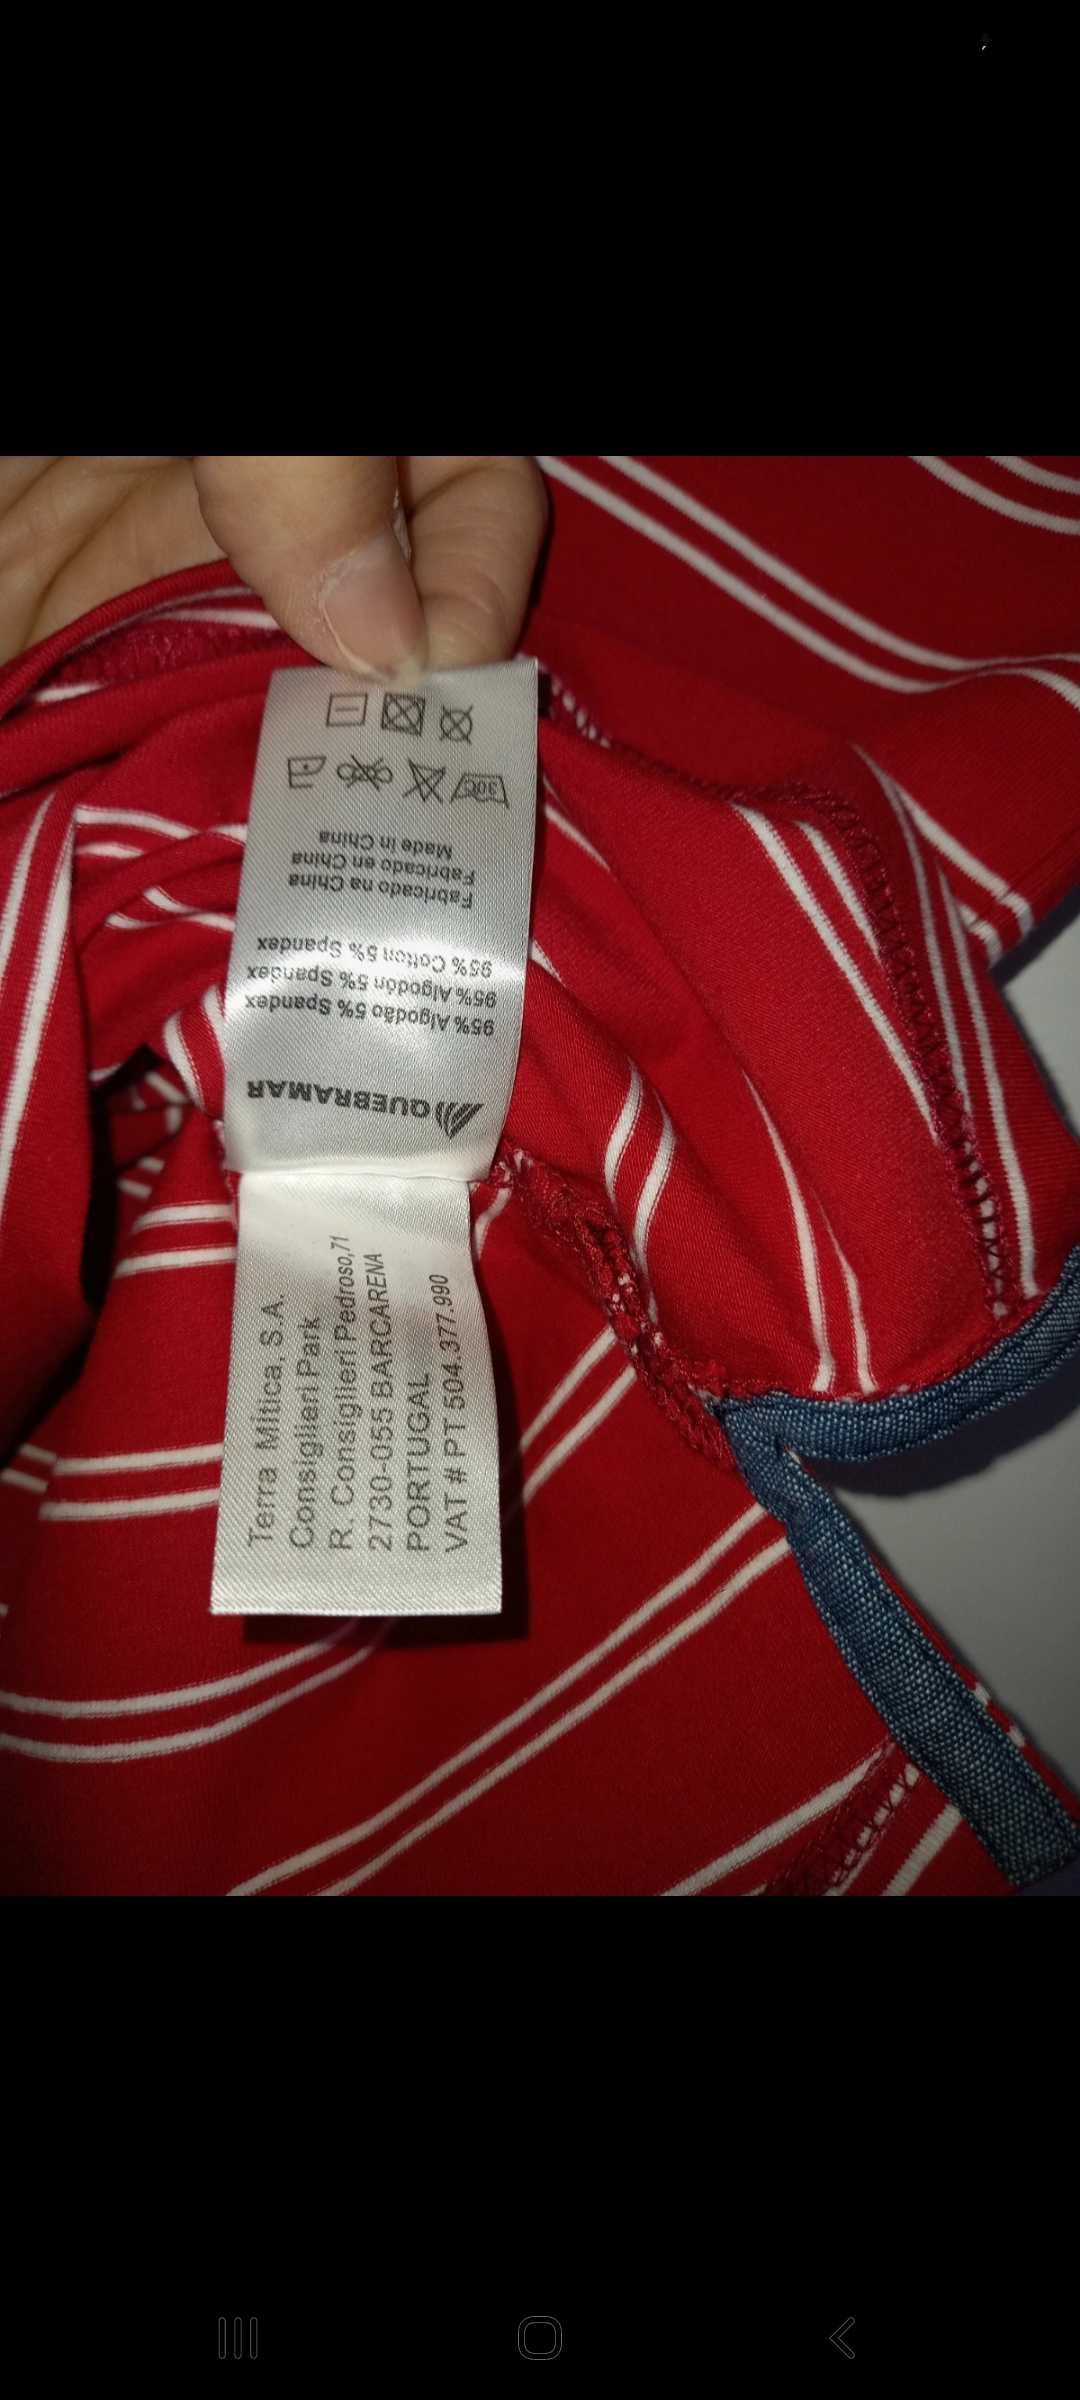 QUEBRAMAR
95% Algodão 5% Spandex
95% Algodón 5% Spandex
95% Cotton 5% Spandex
Fabricado na China
Fabricado en China
Made in China
30C
Terra Mítica, S.A.
Consiglieri Park
R. Consiglieri Pedroso,71
2730-055 BARCARENA
PORTUGAL
VAT # PT 504.377.990